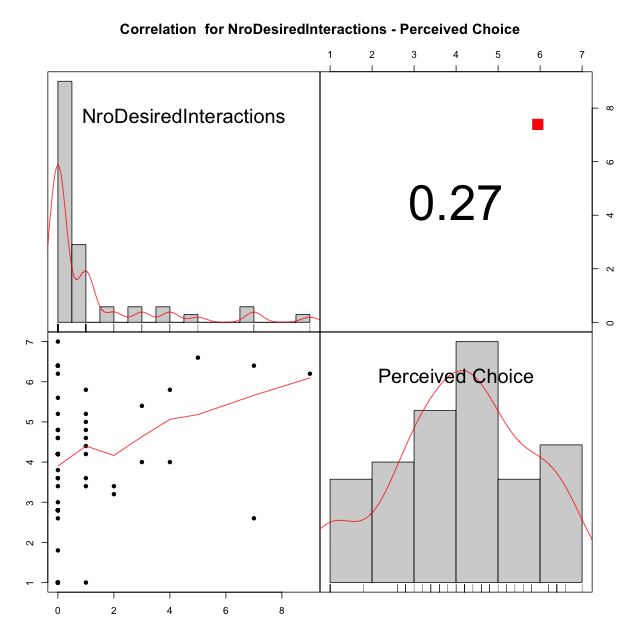 Correlation for NroDesiredInteractions - Perceived Choice
1 2 3 4 5 6 7
NroDesiredInteractions
0.27
8
6
4
2
0
7
6
5
4
3
2
1
Perceived Choice
0 2 4 6 8